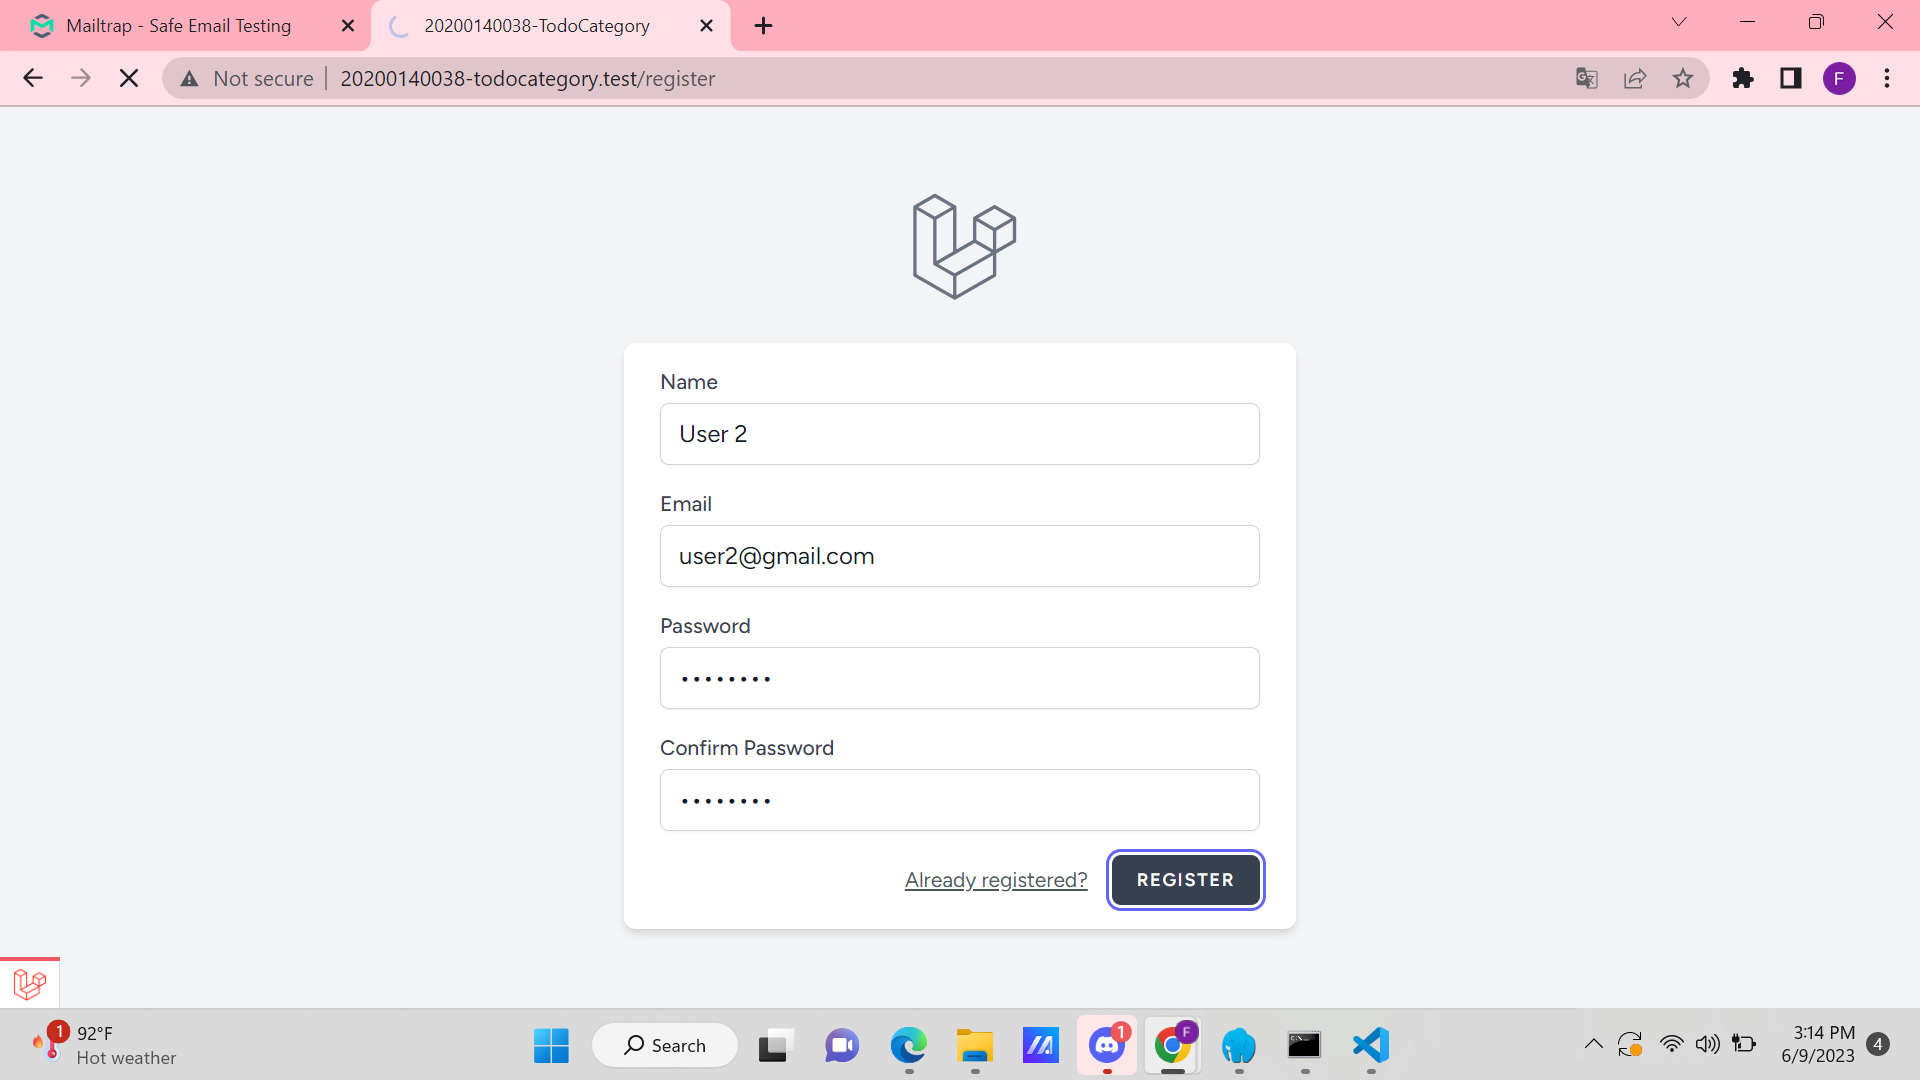 Mailtrap - Safe Email Testing
20200140038-TodoCategory
Not secure
20200140038-todocategory.test/register
F
Name
User 2
Email
user2@gmail.com
Password
••••••••
Confirm Password
••••••••
Already registered?
REGISTER
1
92°F
Hot weather
Search
1
F
3:14 PM
6/9/2023
4